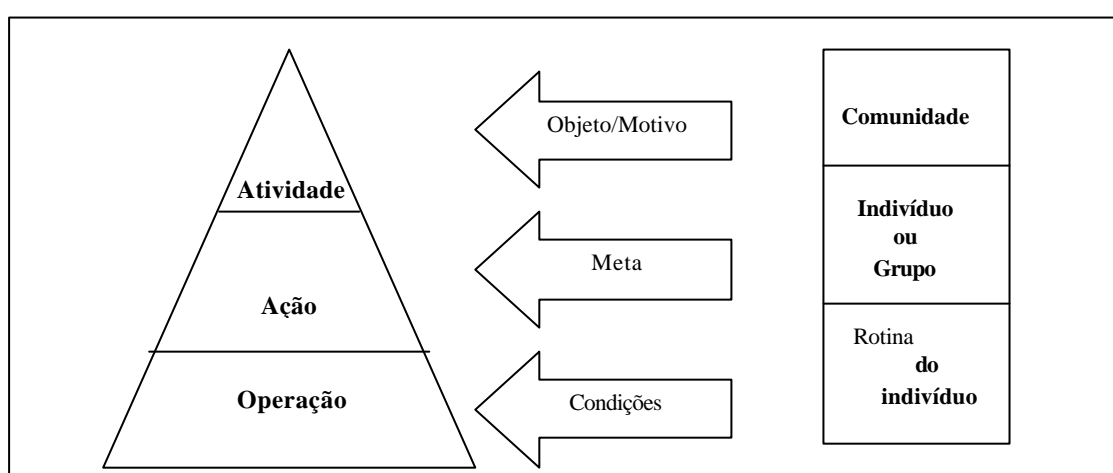 Atividade
Ação
Operação
Objeto/Motivo
Meta
Condições
Comunidade
Indivíduo
ou
Grupo
Rotina
do
indivíduo